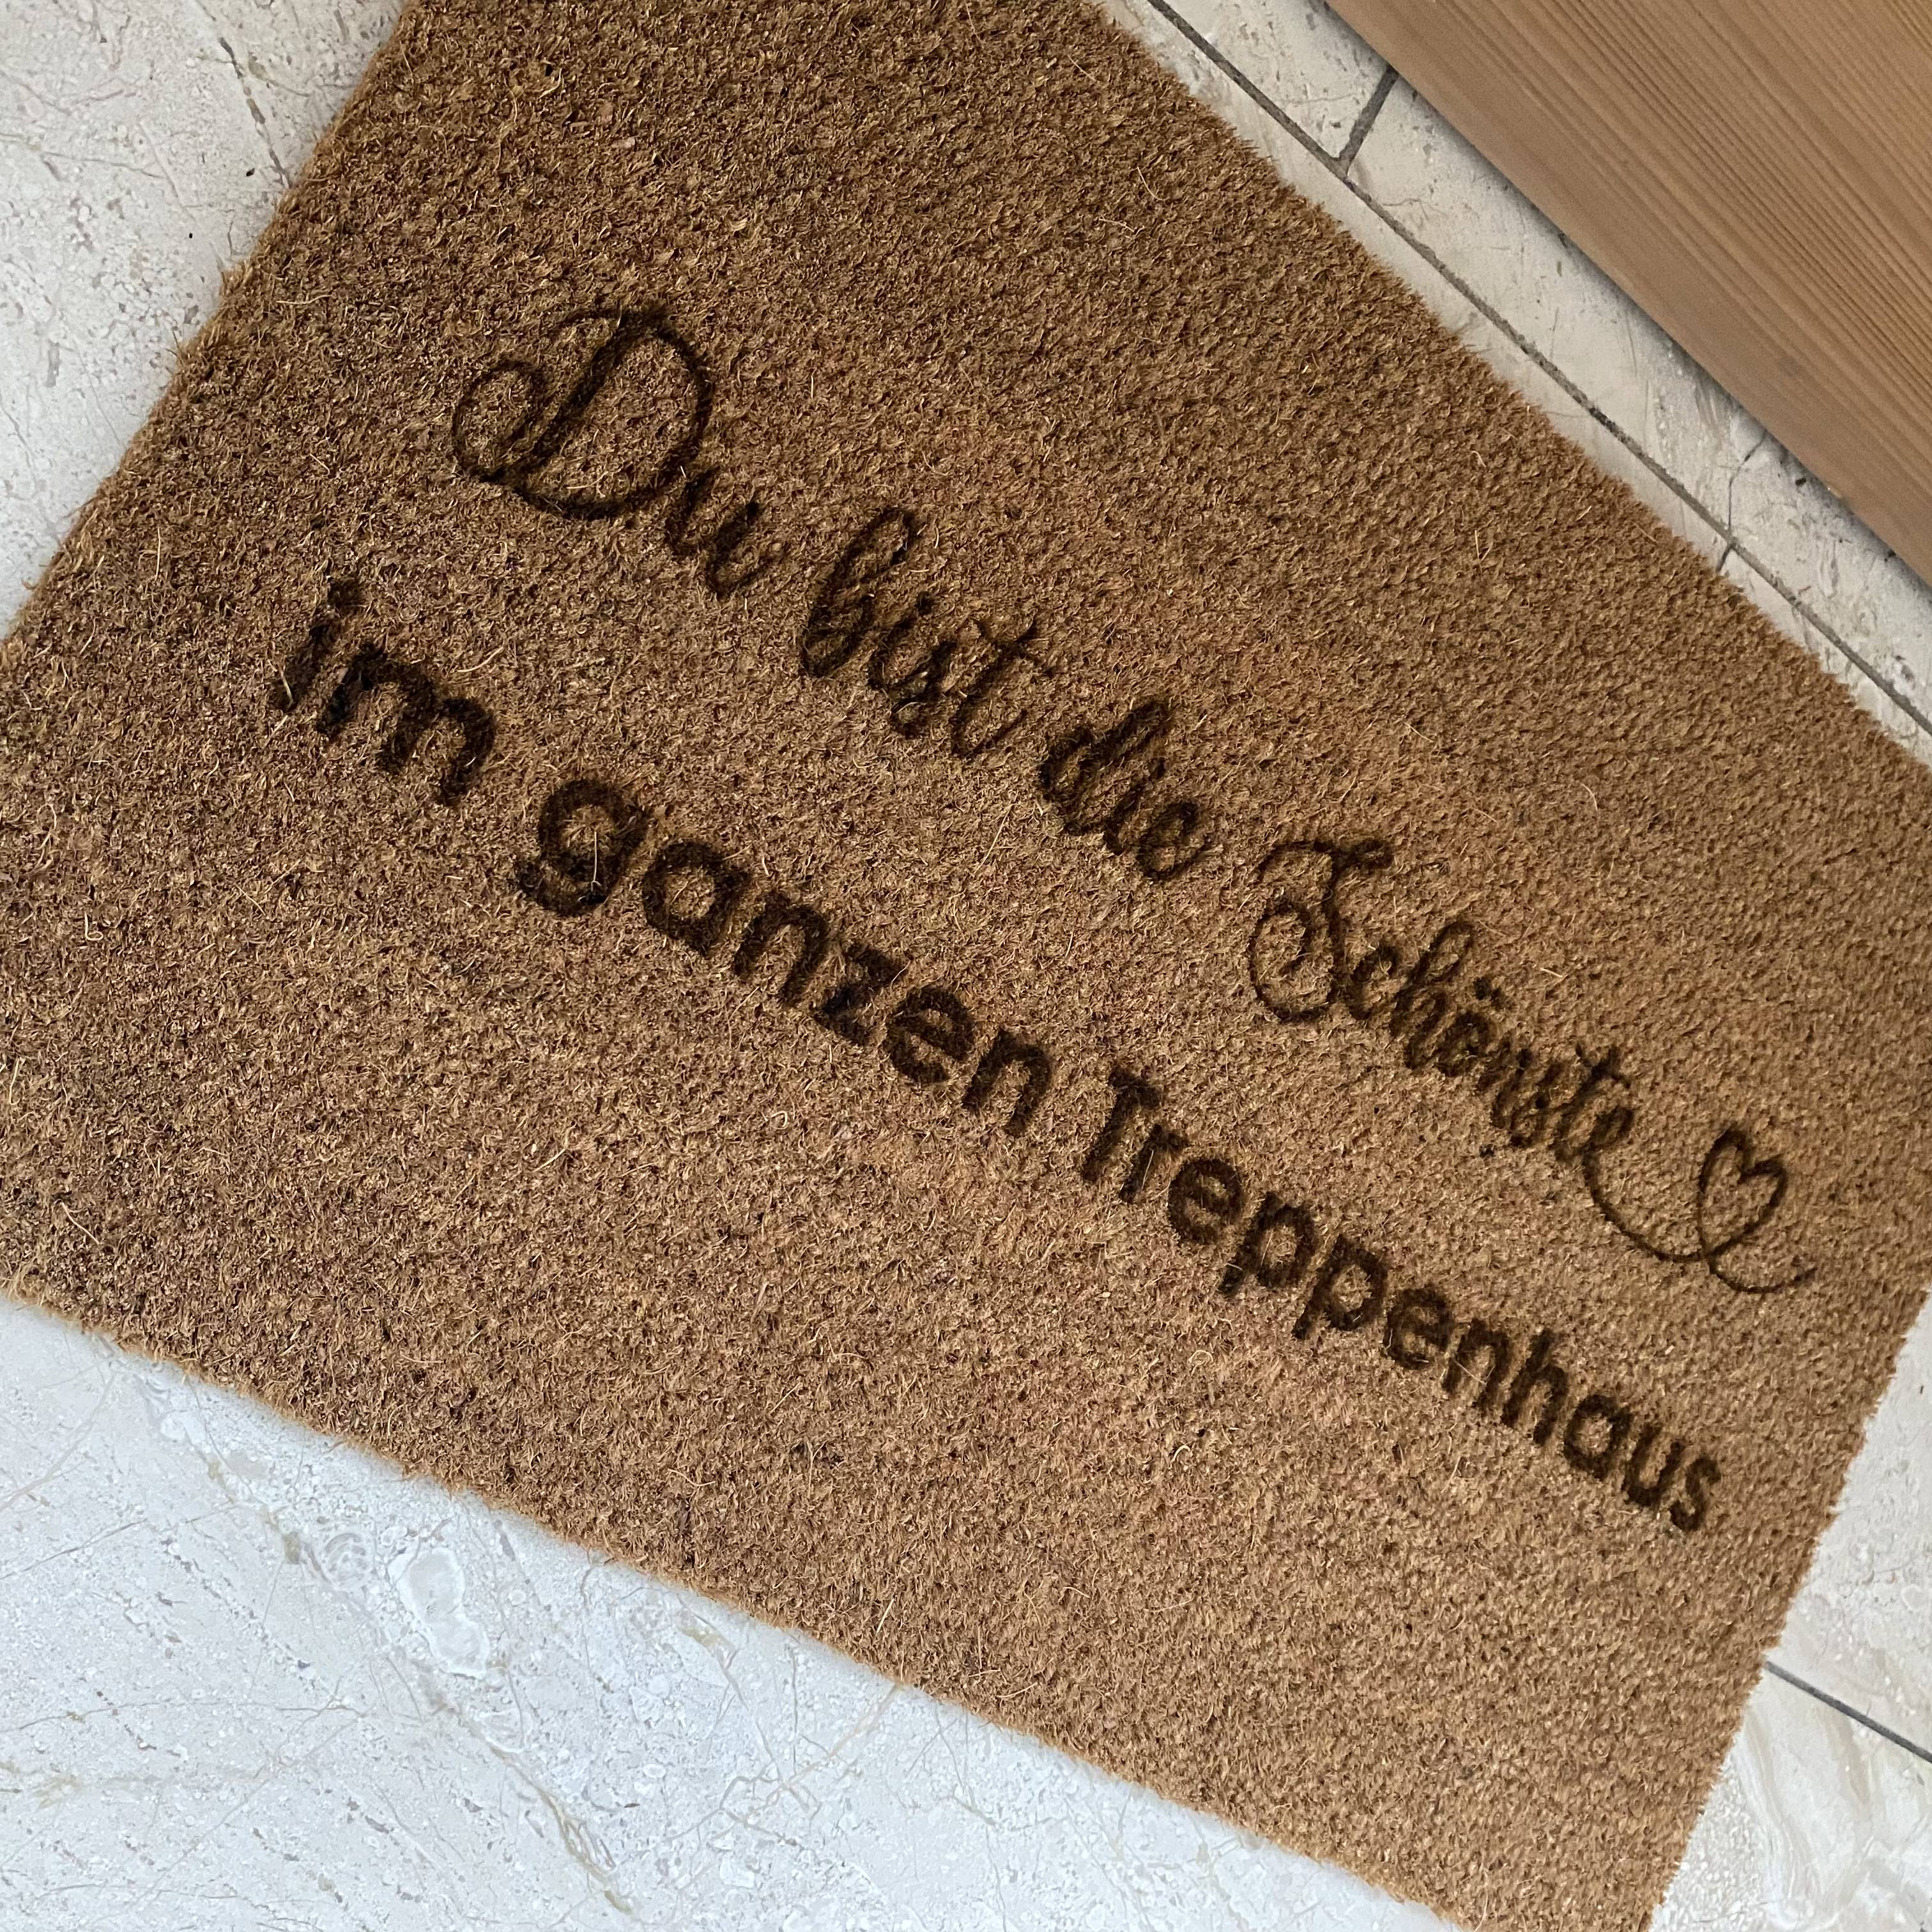 Du bist die Schönste
im ganzen Treppenhaus